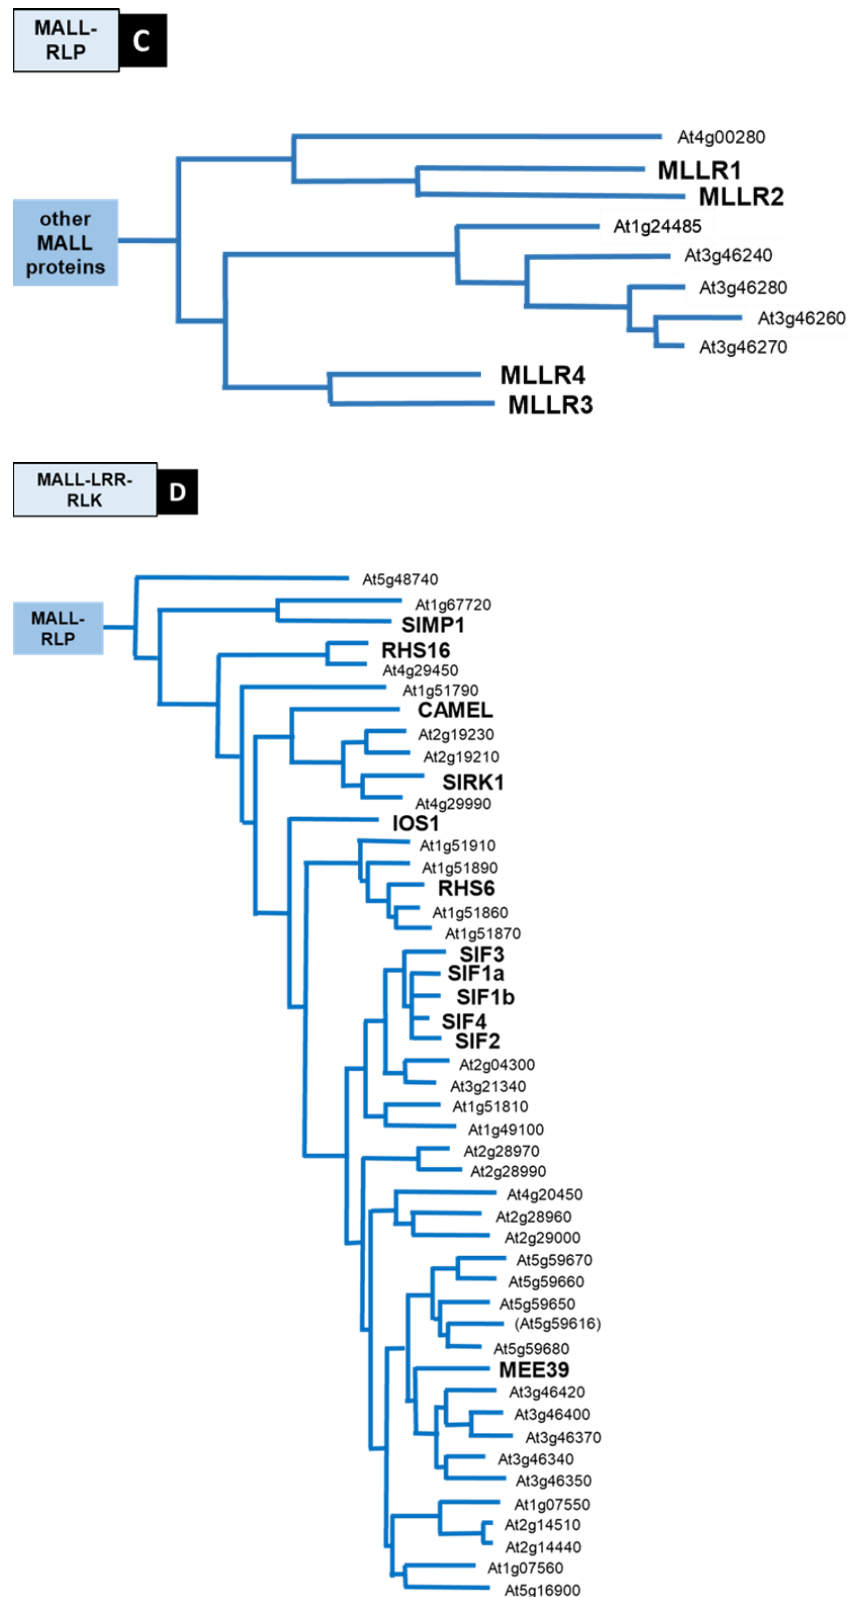 MALL-
RLP
C
At4g00280
MLLR1
MLLR2
other
MALL
proteins
At1g24485
At3g46240
At3g46280
At3g46260
At3g46270
MLLR4
MLLR3
MALL-LRR-
RLK
D
At5g48740
MALL-
RLP
At1g67720
SIMP1
RHS16
At4g29450
At1g51790
CAMEL
At2g19230
At2g19210
SIRK1
At4g29990
IOS1
At1g51910
At1g51890
RHS6
At1g51860
At1g51870
SIF3
SIF1a
SIF1b
SIF4
SIF2
At2g04300
At3g21340
At1g51810
At1g49100
At2g28970
At2g28990
At4g20450
At2g28960
At2g29000
At5g59670
At5g59660
At5g59650
(At5g59616)
At5g59680
MEE39
At3g46420
At3g46400
At3g46370
At3g46340
At3g46350
At1g07550
At2g14510
At2g14440
At1g07560
At5g16900